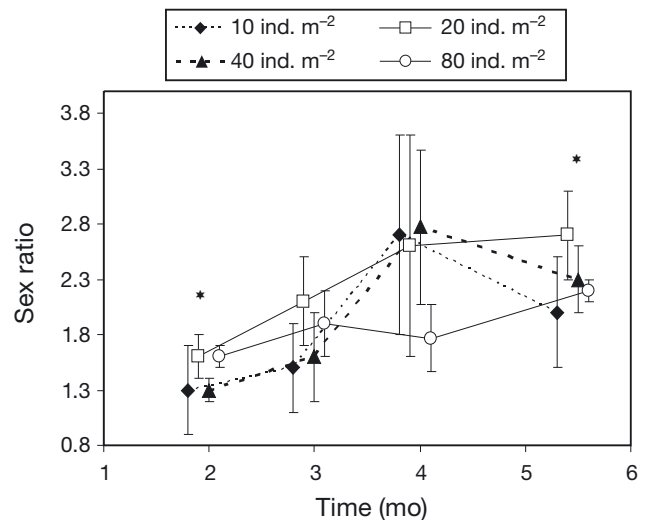 10 ind. m–2 20 ind. m–2
40 ind. m–2 80 ind. m–2
3.8
3.3
2.8
2.3
1.8
1.3
0.8
Sex ratio
* *
1 2 3 4 5 6
Time (mo)